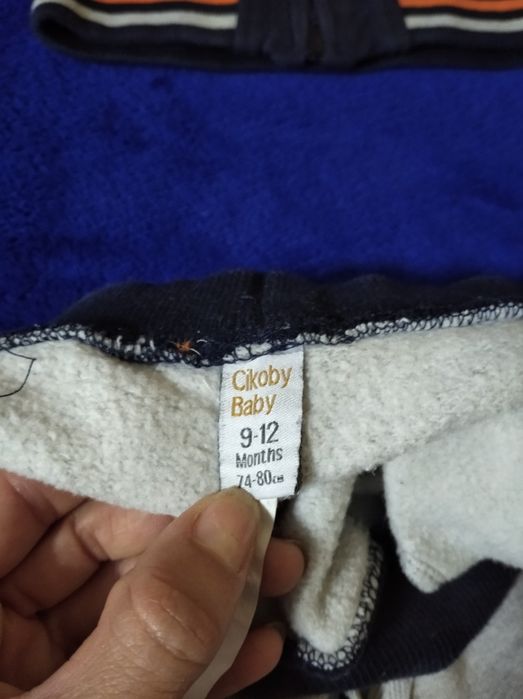 Cikoby
Baby
9-12
Months
74-80cm